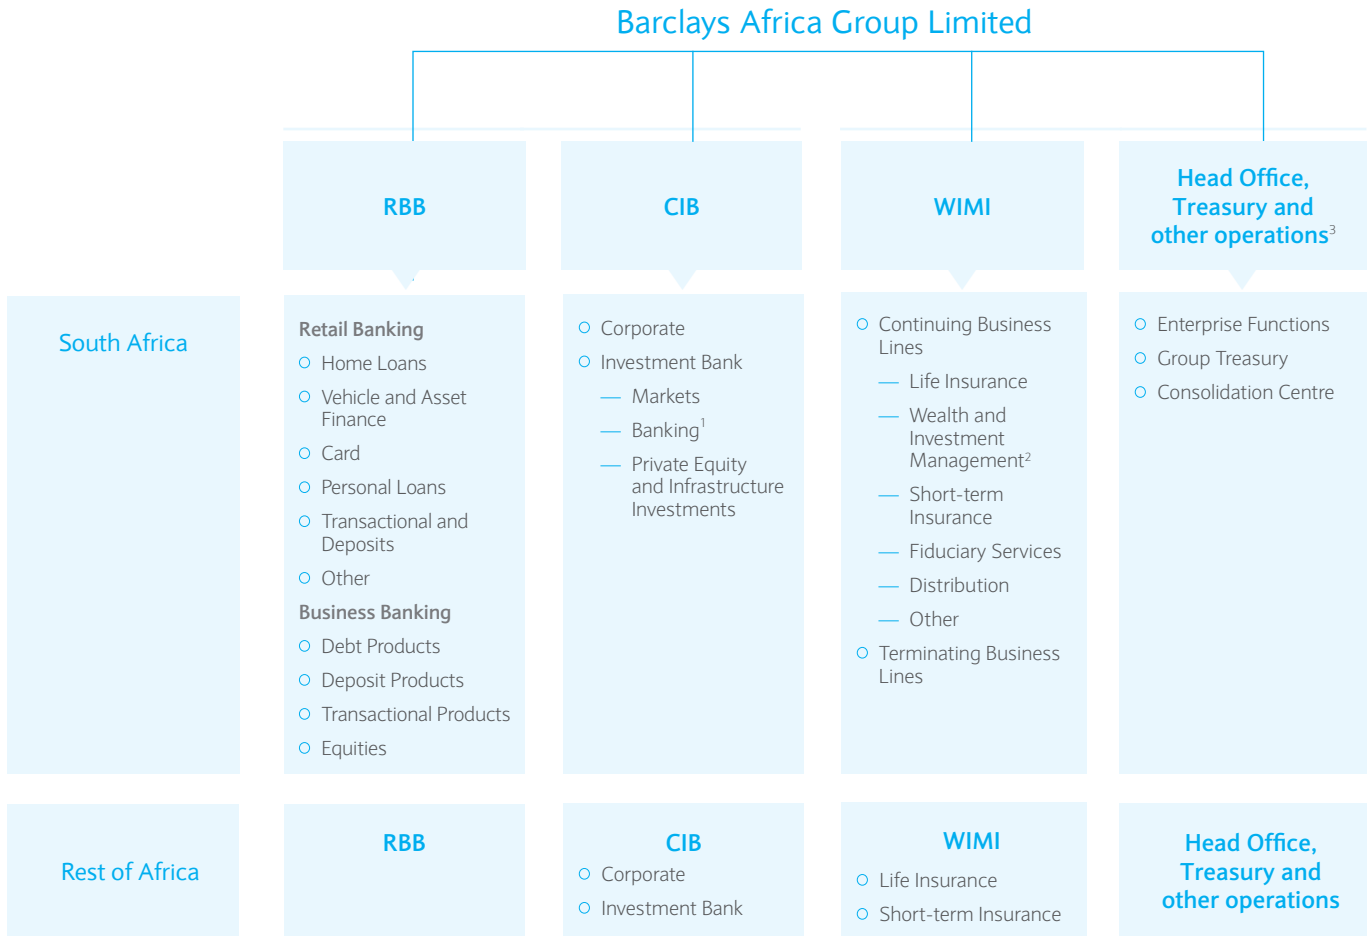 Barclays Africa Group Limited
RBB
CIB
WIMI
Head Office,
Treasury and
other operations3
South Africa
Retail Banking
Home Loans
Vehicle and Asset
Finance
Card
Personal Loans
Transactional and
Deposits
Other
Business Banking
Debt Products
Deposit Products
Transactional Products
Equities
Corporate
Investment Bank
— Markets
— Banking1
— Private Equity
and Infrastructure
Investments
Continuing Business
Lines
— Life Insurance
— Wealth and
Investment
Management2
— Short-term
Insurance
— Fiduciary Services
— Distribution
— Other
Terminating Business
Lines
Enterprise Functions
Group Treasury
Consolidation Centre
Rest of Africa
RBB
CIB
Corporate
Investment Bank
WIMI
Life Insurance
Short-term Insurance
Head Office,
Treasury and
other operations